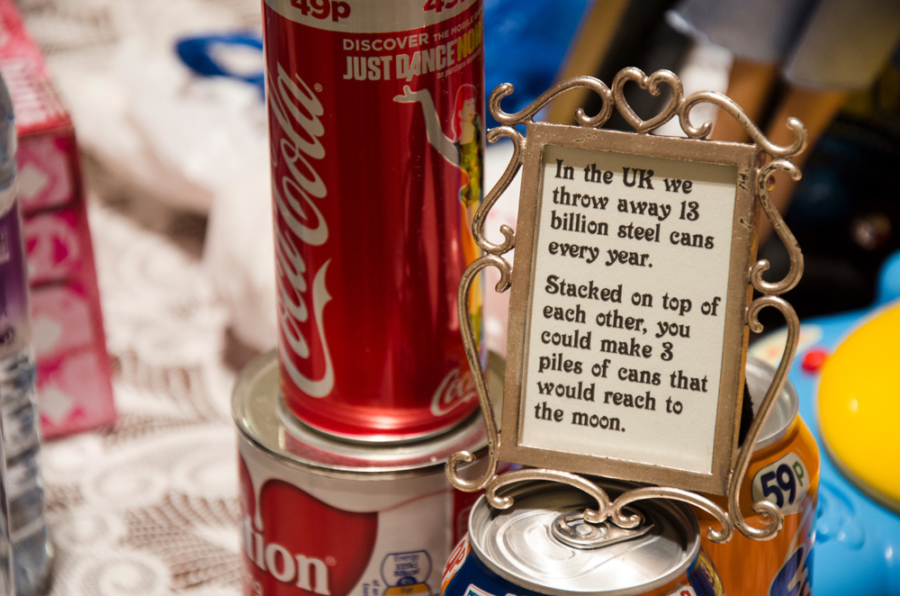 49p
DISCOVER THE
JUST DANCE NOW
Coca-Cola
In the UK we
throw away 13
billion steel cans
every year.
Stacked on top of
each other, you
could make 3
piles of cans that
would reach to
the moon.
59p
Energy